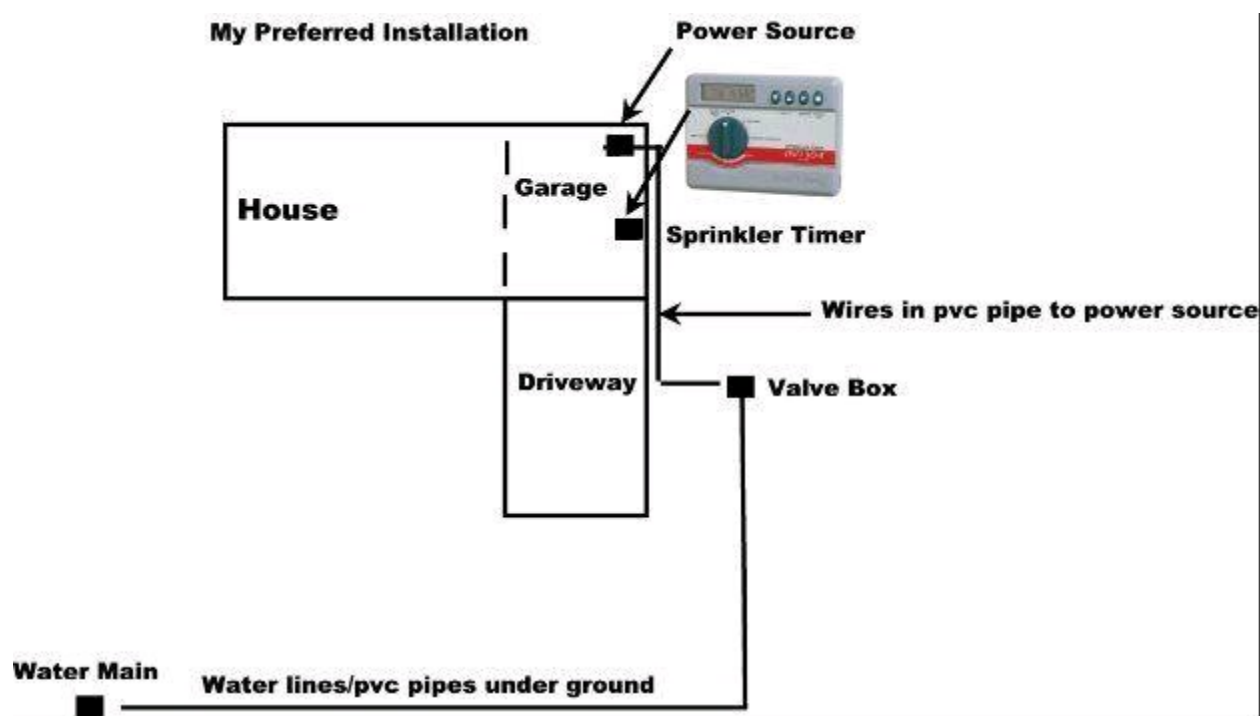 My Preferred Installation
Power Source
Garage
House
Sprinkler Timer
Wires in pvc pipe to power source
Driveway
Valve Box
Water Main
Water lines/pvc pipes under ground